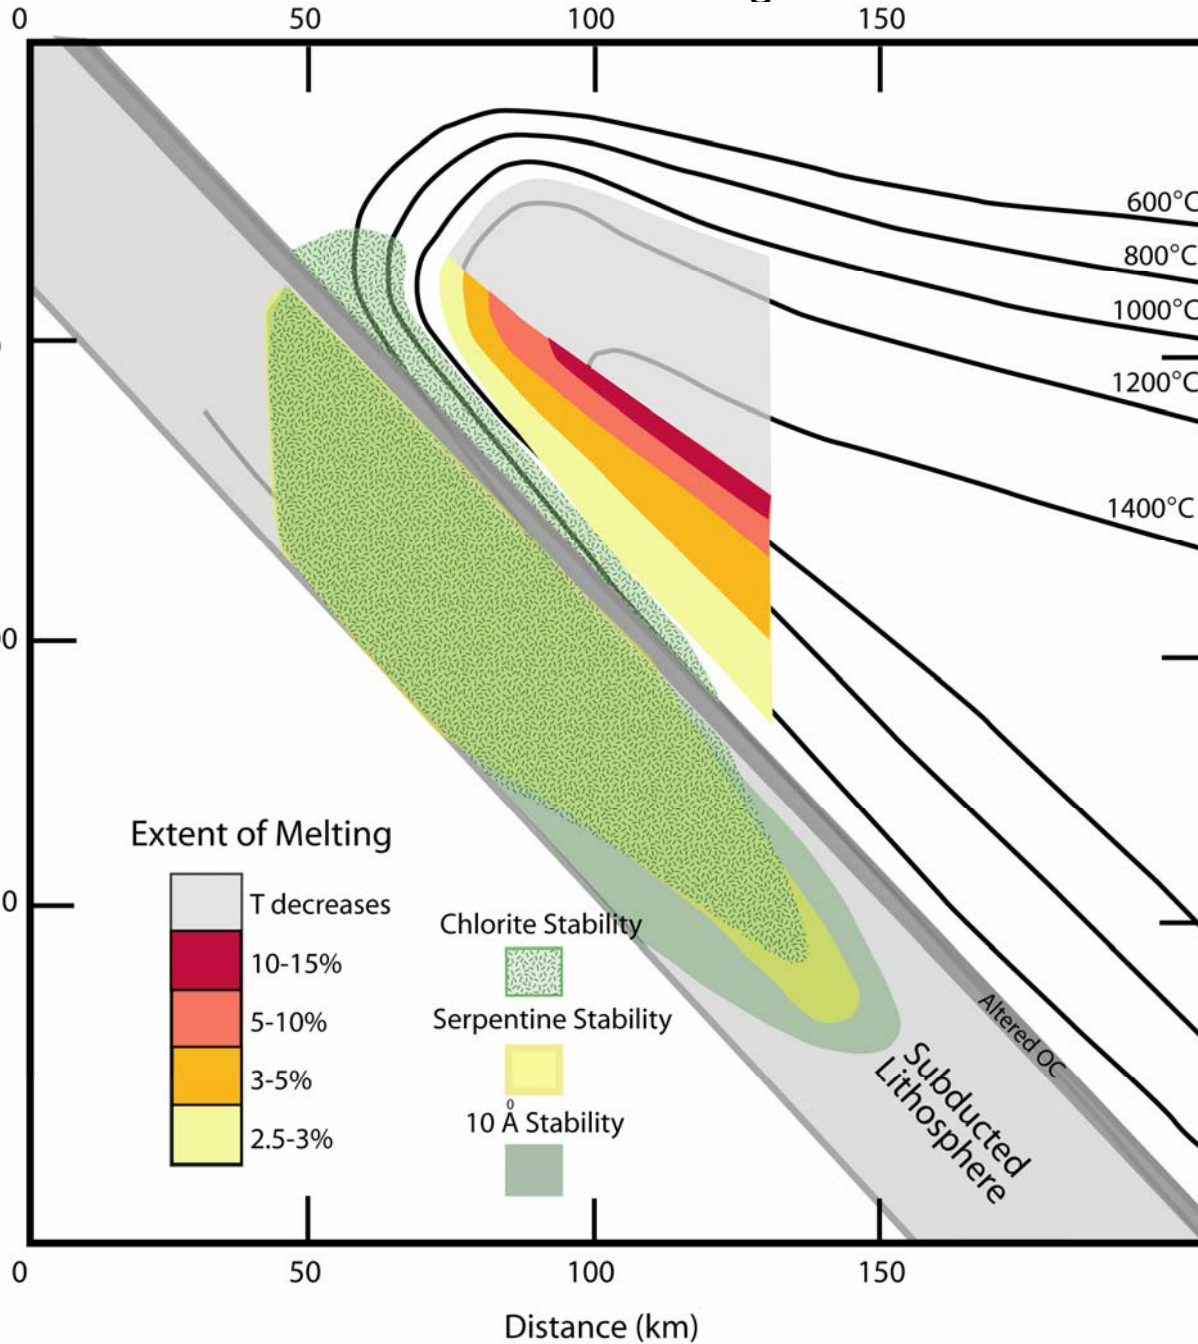 0 50 100 150
600°C
800°C
1000°C
1200°C
1400°C
00
0
Extent of Melting
T decreases
10-15%
5-10%
3-5%
2.5-3%
Chlorite Stability
Serpentine Stability
10 Å Stability
Altered OC
Subducted
Lithosphere
0 50 100 150
Distance (km)